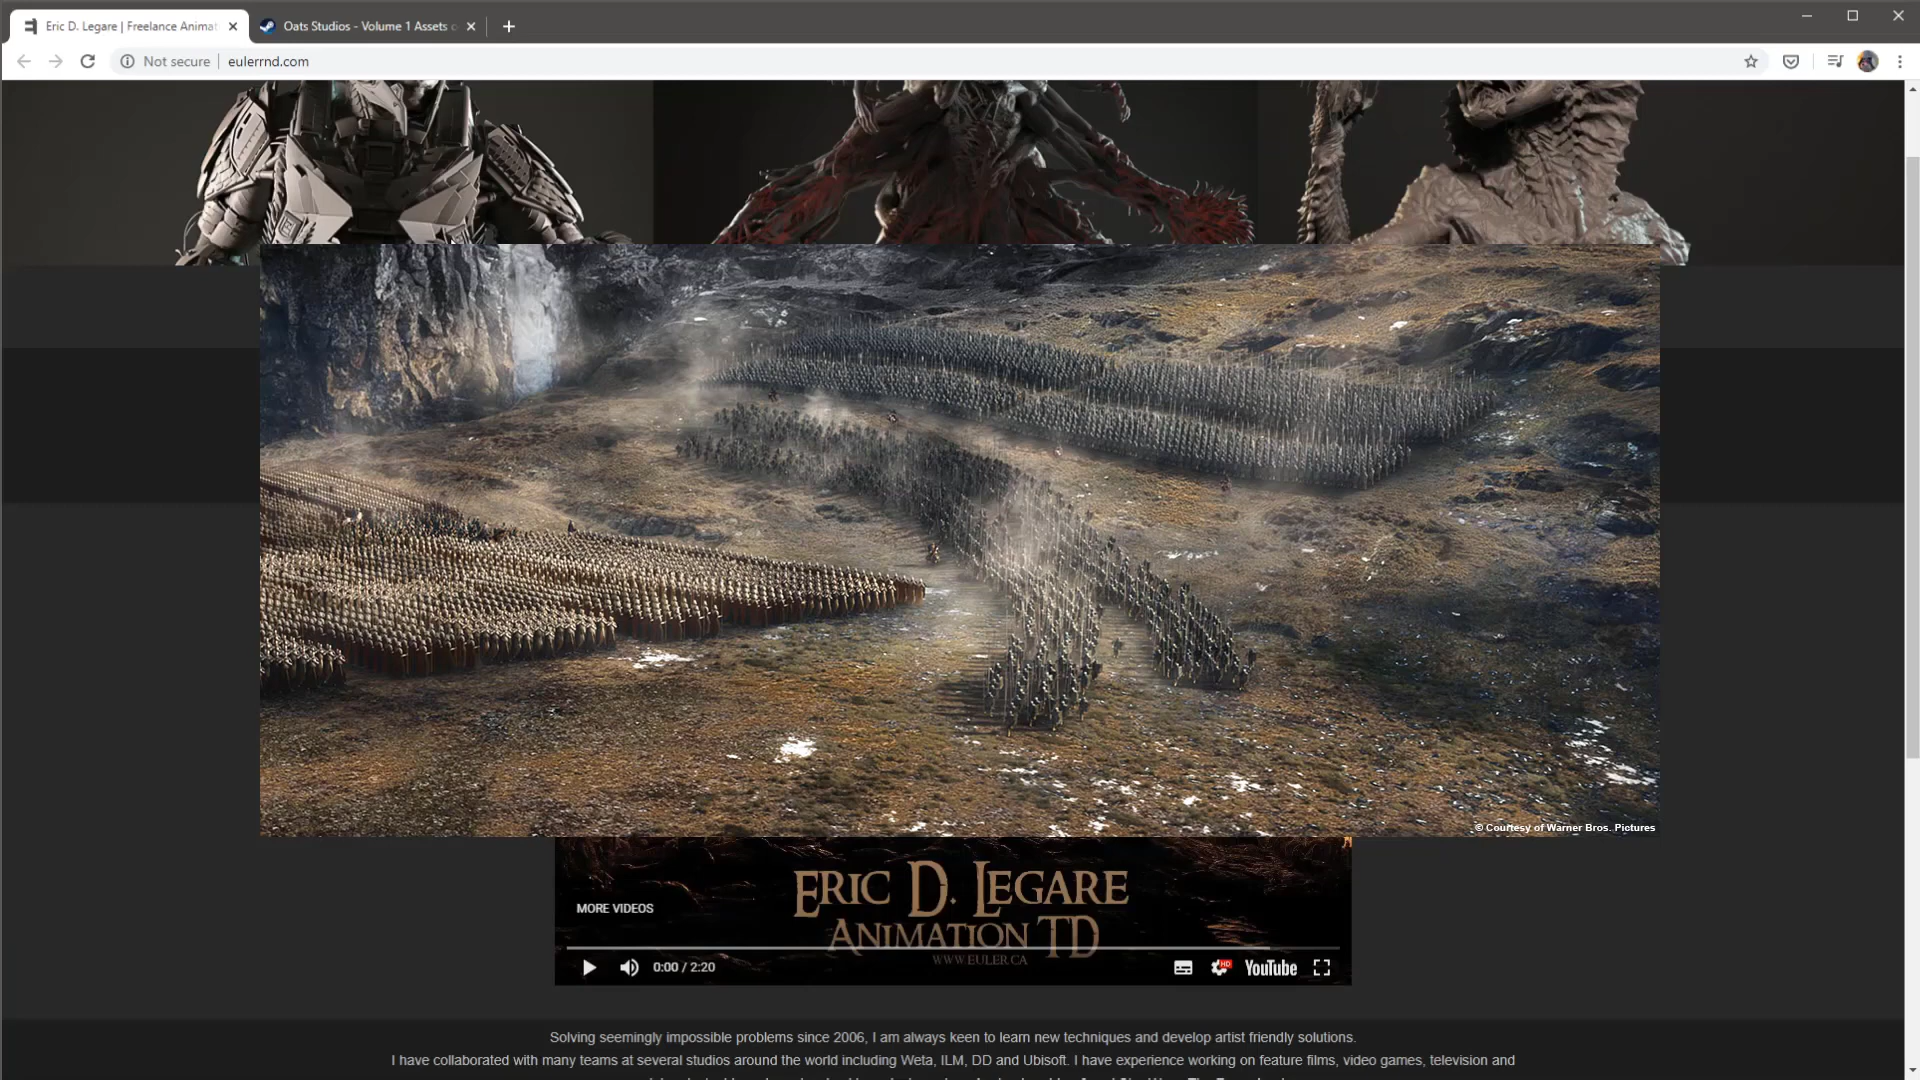 Eric D. Legare | Freelance Animat
Oats Studios - Volume 1 Assets o
Not secure
eulerrnd.com
© Courtesy of Warner Bros. Pictures
ERIC D. LEGARE
ANIMATION TD
WWW.EULER.CA
MORE VIDEOS
0:00 / 2:20
HD
YouTube
Solving seemingly impossible problems since 2006, I am always keen to learn new techniques and develop artist friendly solutions.
I have collaborated with many teams at several studios around the world including Weta, ILM, DD and Ubisoft. I have experience working on feature films, video games, television and